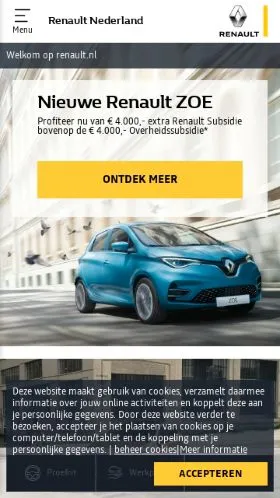 Menu
Renault Nederland
RENAULT
Welkom op renault.nl
Nieuwe Renault ZOE
Profiteer nu van € 4.000,- extra Renault Subsidie
bovenop de € 4.000,- Overheidssubsidie*
ONTDEK MEER
ZOE
Deze website maakt gebruik van cookies, verzamelt daarmee
informatie over jouw online activiteiten en koppelt deze aan
je persoonlijke gegevens. Door deze website verder te
bezoeken, accepteer je het plaatsen van cookies op je
computer/telefoon/tablet en de koppeling met je
persoonlijke gegevens. | beheer cookies|Meer informatie
Proefrit
ACCEPTEREN